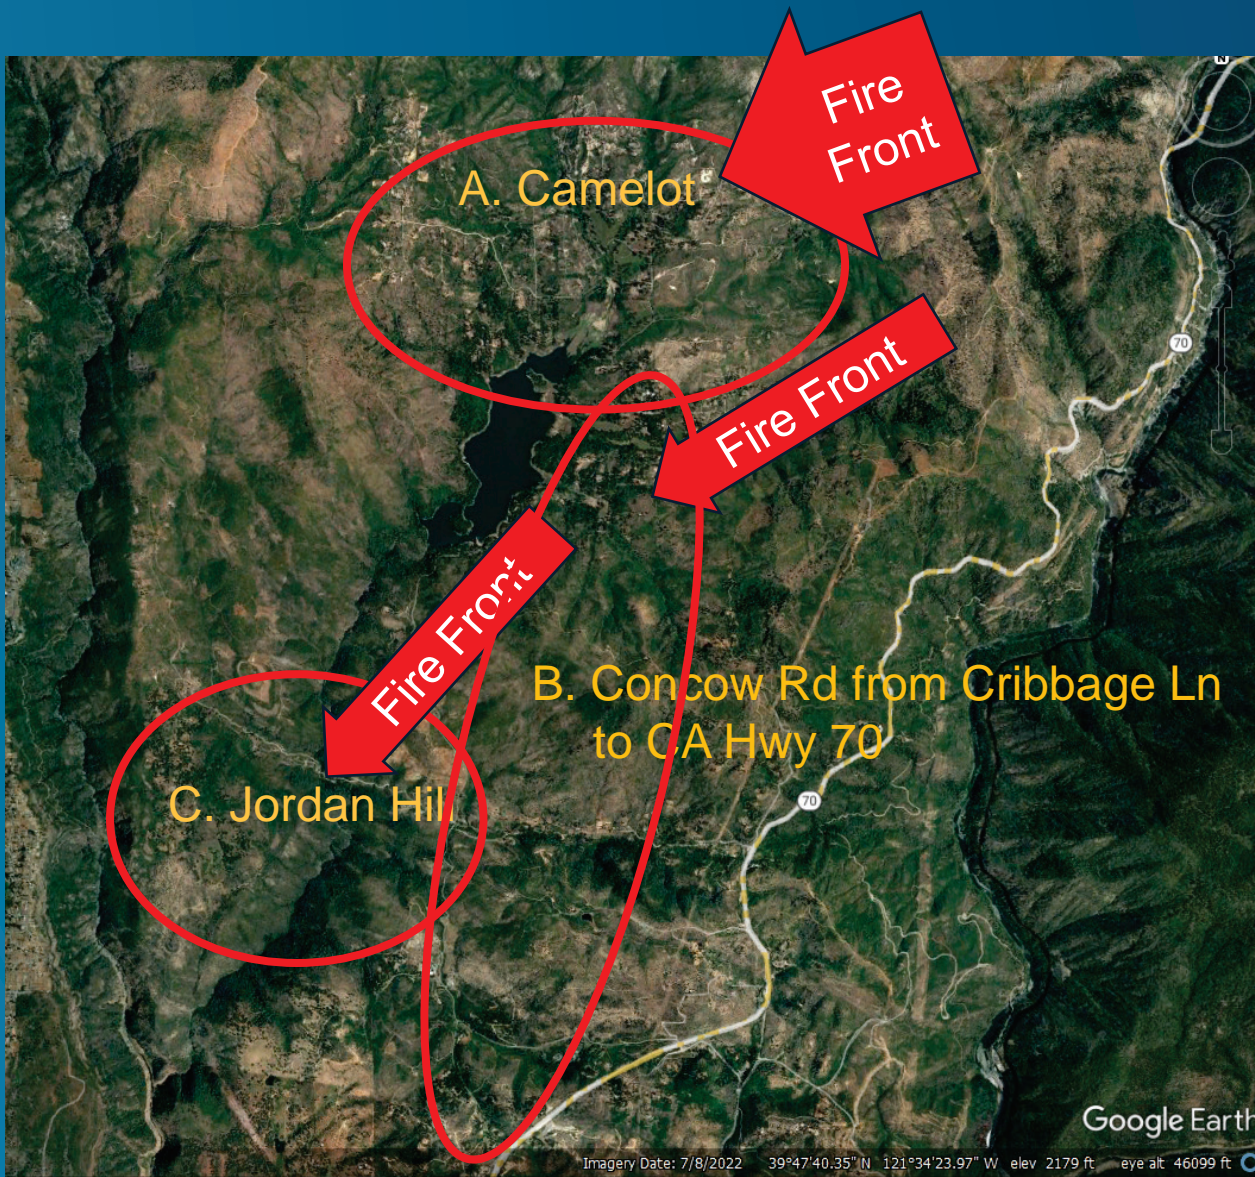 Fire
Front
A. Camelot
Fire Front
70
Fire Front
B. Concow Rd from Cribbage Ln
to CA Hwy 70
70
C. Jordan Hill
Google Earth
Imagery Date: 7/8/2022 39°47'40.35" N 121°34'23.97" W elev 2179 ft eye alt 46099 ft
N